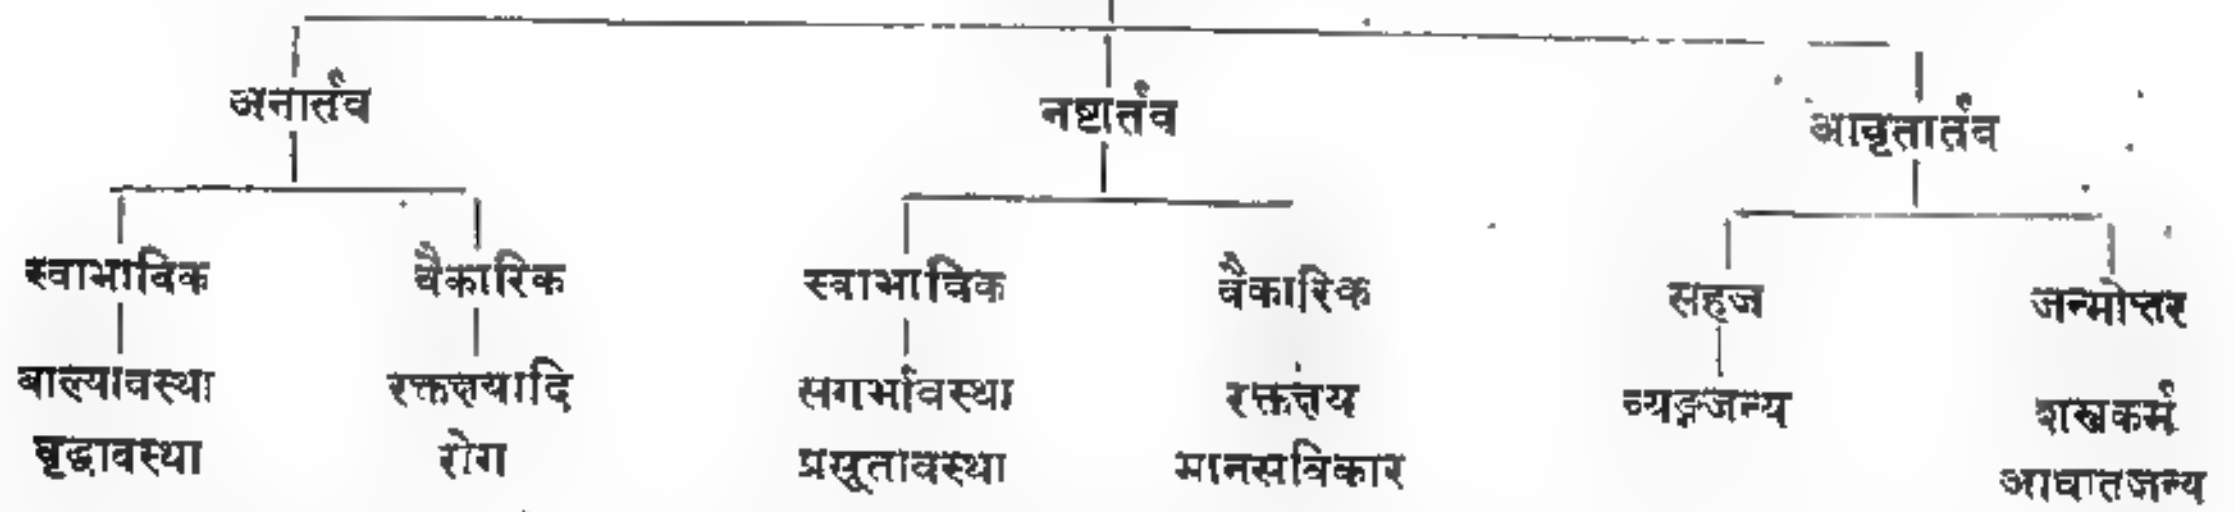 अनार्तव नष्टार्तव आवृतार्तव
स्वाभाविक वैकारिक स्वाभाविक वैकारिक सहज जन्मोत्तर
बाल्यावस्था रक्तक्षयादि सगर्भावस्था रक्तक्षय व्यङ्गजन्य शस्त्रकर्म
वृद्धावस्था रोग प्रसूतावस्था मानसविकार आघातजन्य